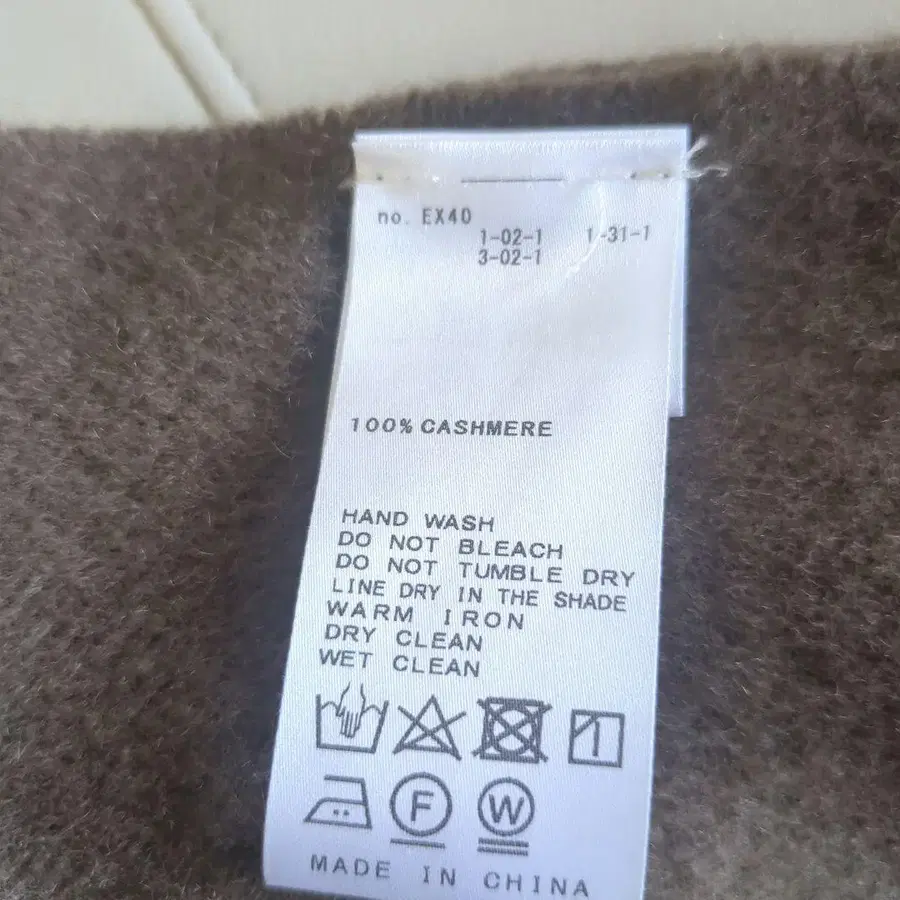 no. EX40
1-02-1 1-31-1
3-02-1
100% CASHMERE
HAND WASH
DO NOT BLEACH
DO NOT TUMBLE DRY
LINE DRY IN THE SHADE
WARM IRON
DRY CLEAN
WET CLEAN
F W
MADE IN CHINA